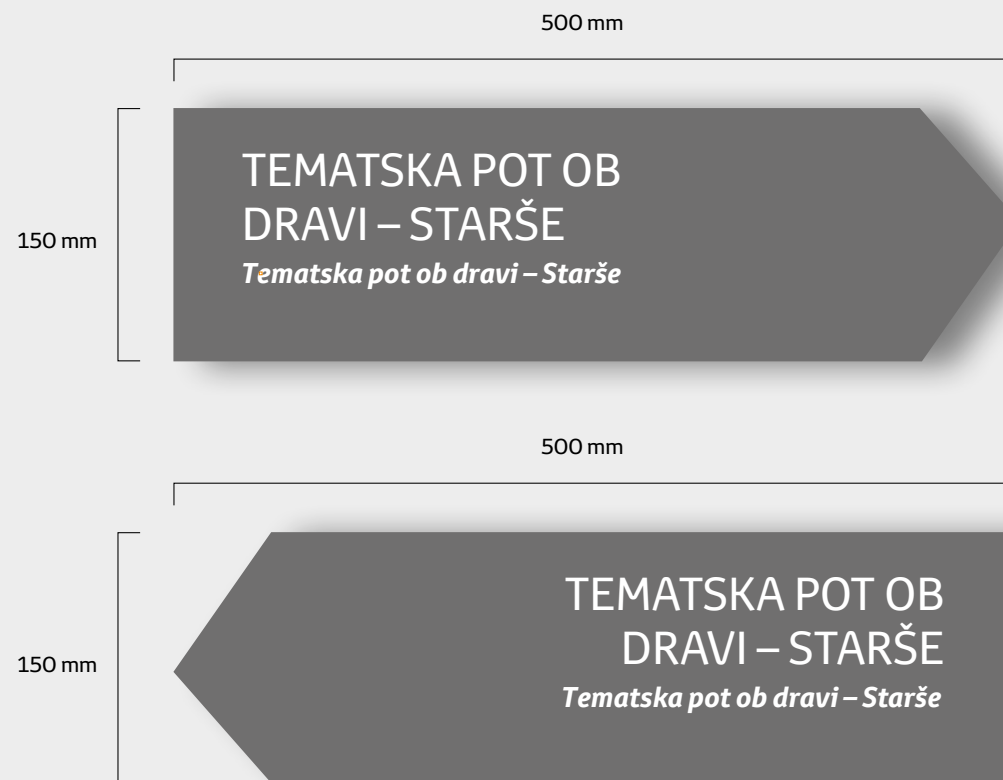 500 mm
150 mm
TEMATSKA POT OB
DRAVI – STARŠE
Tematska pot ob dravi – Starše
500 mm
150 mm
TEMATSKA POT OB
DRAVI – STARŠE
Tematska pot ob dravi – Starše